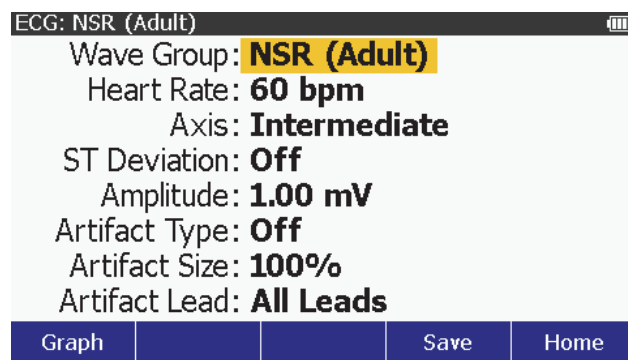 ECG: NSR (Adult)
Wave Group: NSR (Adult)
Heart Rate: 60 bpm
Axis: Intermediate
ST Deviation: Off
Amplitude: 1.00 mV
Artifact Type: Off
Artifact Size: 100%
Artifact Lead: All Leads
Graph Save Home